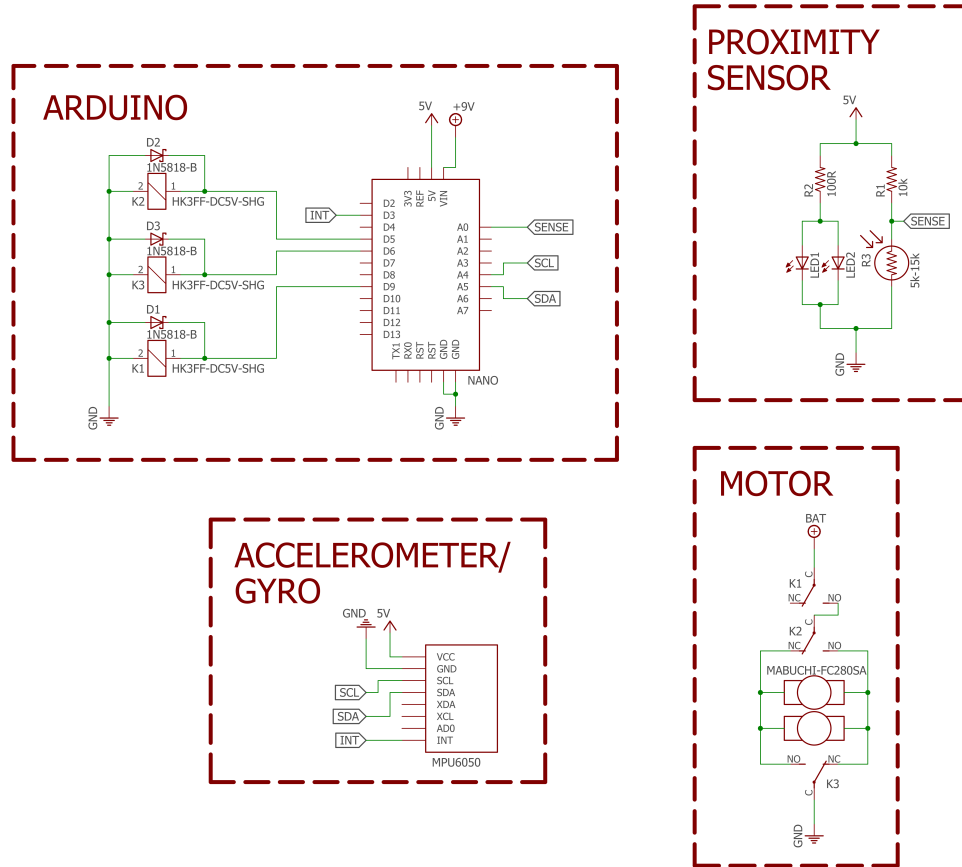 ARDUINO
5V
+9V
D2
1N5818-B
2
1
K2
HK3FF-DC5V-SHG
D3
1N5818-B
2
1
K3
HK3FF-DC5V-SHG
D1
1N5818-B
2
1
K1
HK3FF-DC5V-SHG
GND
INT
3V3
REF
5V
VIN
D2
D3
D4
D5
D6
D7
D8
D9
D10
D11
D12
D13
A0
A1
A2
A3
A4
A5
A6
A7
TX1
RX0
RST
RST
GND
GND
NANO
GND
SENSE
SCL
SDA
PROXIMITY
SENSOR
5V
R2
100R
R1
10k
SENSE
LED1
LED2
R3
5k-15k
GND
ACCELEROMETER/
GYRO
GND
5V
VCC
GND
SCL
SDA
XDA
XCL
AD0
INT
SCL
SDA
INT
MPU6050
MOTOR
BAT
K1
C
NC
NO
K2
C
NC
NO
MABUCHI-FC280SA
NO
NC
C
K3
GND